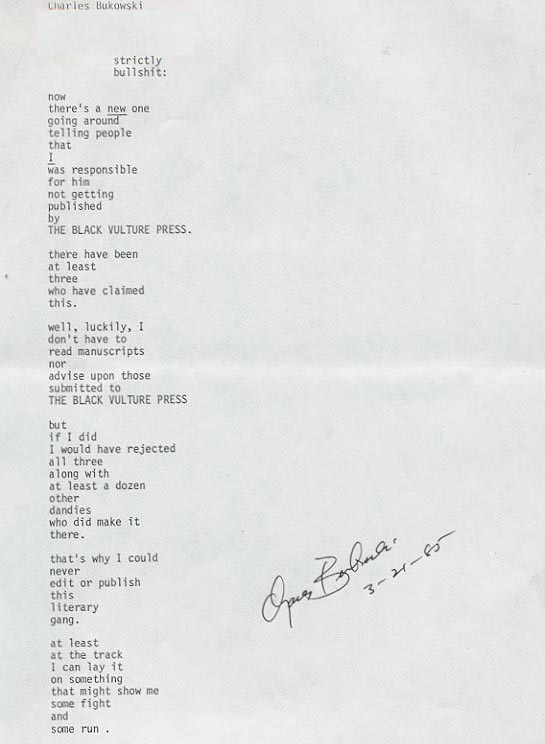 Charles Bukowski
strictly
bullshit:
now
there's a new one
going around
telling people
that
I
was responsible
for him
not getting
published
by
THE BLACK VULTURE PRESS.
there have been
at least
three
who have claimed
this.
well, luckily, I
don't have to
read manuscripts
nor
advise upon those
submitted to
THE BLACK VULTURE PRESS
but
if I did
I would have rejected
all three
along with
at least a dozen
other
dandies
who did make it
there.
that's why I could
never
edit or publish
this
literary
gang.
at least
at the track
I can lay it
on something
that might show me
some fight
and
some run .
Charles Bukowski
3-21-85